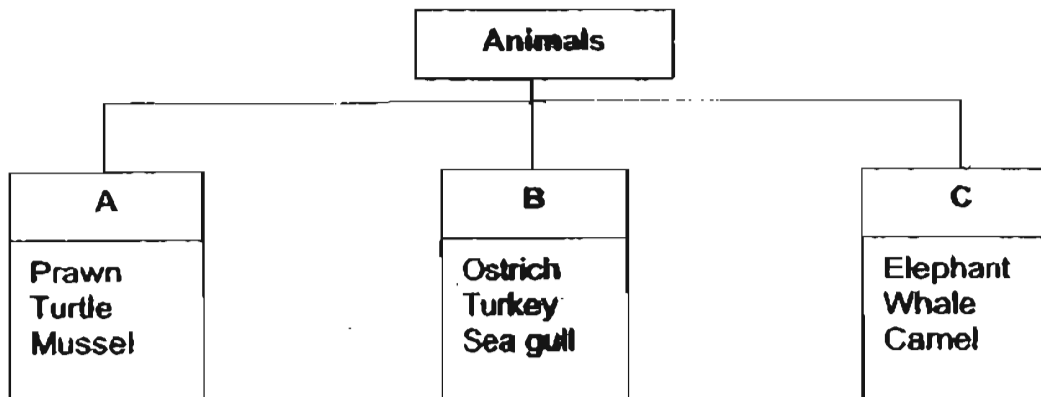 Animals
A
Prawn
Turtle
Mussel
B
Ostrich
Turkey
Sea gull
C
Elephant
Whale
Camel